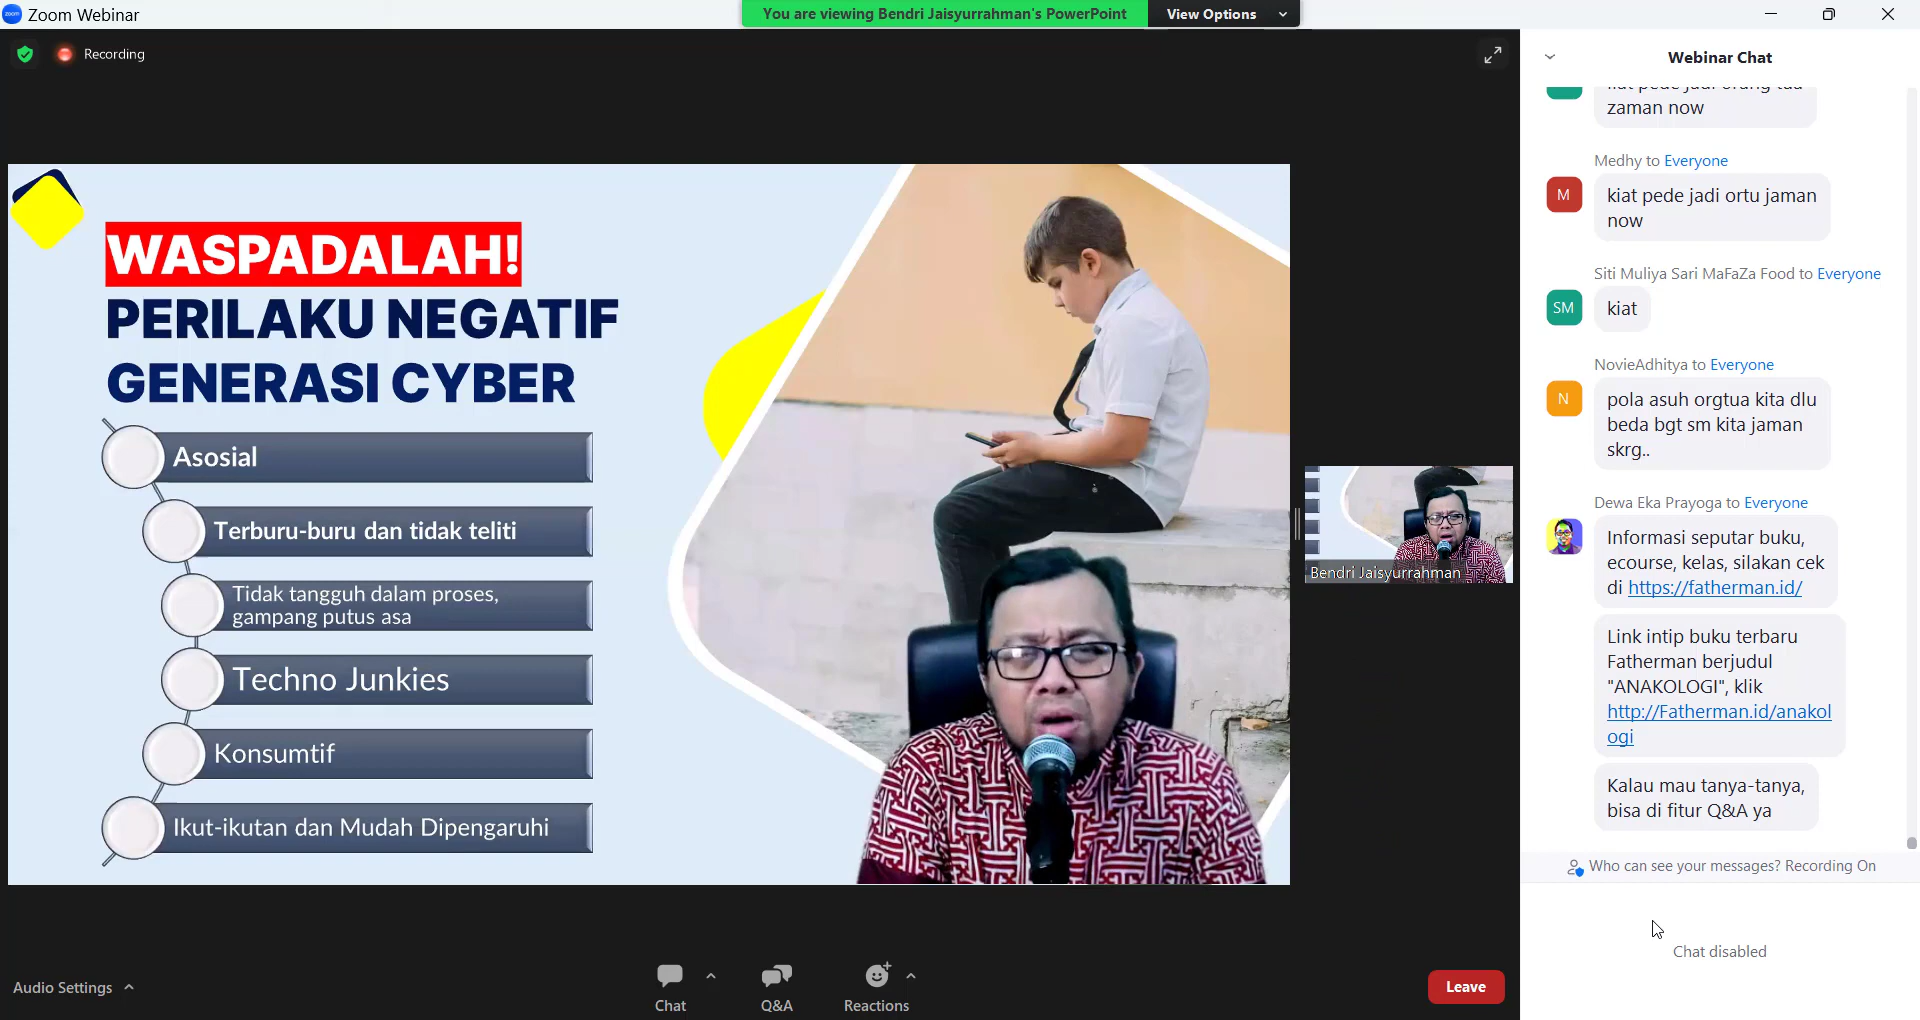 zoom
Zoom Webinar
You are viewing Bendri Jaisyurrahman's PowerPoint
View Options
Recording
WASPADALAH!
PERILAKU NEGATIF
GENERASI CYBER
Asosial
Terburu-buru dan tidak teliti
Tidak tangguh dalam proses,
gampang putus asa
Techno Junkies
Konsumtif
Ikut-ikutan dan Mudah Dipengaruhi
Bendri Jaisyurrahman
Webinar Chat
zaman now
Medhy to Everyone
M
kiat pede jadi ortu jaman
now
Siti Muliya Sari MaFaZa Food to Everyone
SM
kiat
NovieAdhitya to Everyone
N
pola asuh orgtua kita dlu
beda bgt sm kita jaman
skrg..
Dewa Eka Prayoga to Everyone
Informasi seputar buku,
ecourse, kelas, silakan cek
di https://fatherman.id/
Link intip buku terbaru
Fatherman berjudul
"ANAKOLOGI", klik
http://Fatherman.id/anakol
ogi
Kalau mau tanya-tanya,
bisa di fitur Q&A ya
Who can see your messages? Recording On
Chat disabled
Audio Settings
Chat
Q&A
Reactions
Leave